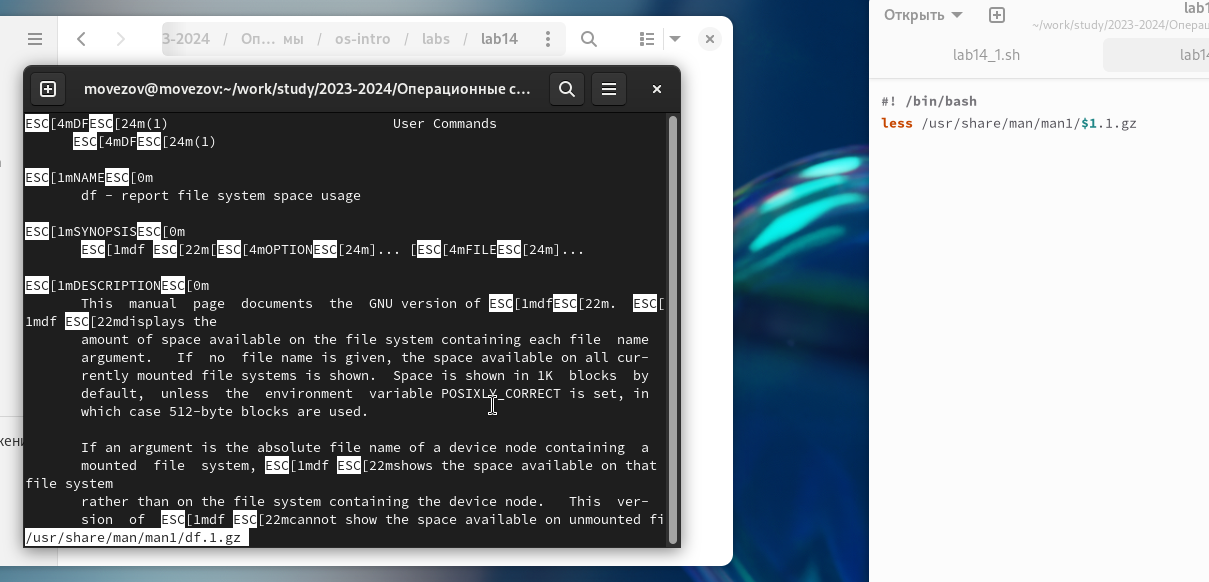 3-2024 / Оп... мы / os-intro / labs / lab14
movezov@movezov:~/work/study/2023-2024/Операционные с...
ESC[4mDFESC[24m(1) User Commands
ESC[4mDFESC[24m(1)
ESC[1mNAMEESC[0m
df - report file system space usage
ESC[1mSYNOPSISESC[0m
ESC[1mdf ESC[22m[ESC[4mOPTIONESC[24m]... [ESC[4mFILEESC[24m]...
ESC[1mDESCRIPTIONESC[0m
This manual page documents the GNU version of ESC[1mdfESC[22m. ESC[
1mdf ESC[22mdisplays the
amount of space available on the file system containing each file name
argument. If no file name is given, the space available on all cur-
rently mounted file systems is shown. Space is shown in 1K blocks by
default, unless the environment variable POSIXLY_CORRECT is set, in
which case 512-byte blocks are used.
If an argument is the absolute file name of a device node containing a
mounted file system, ESC[1mdf ESC[22mshows the space available on that
file system
rather than on the file system containing the device node. This ver-
sion of ESC[1mdf ESC[22mcannot show the space available on unmounted fi
/usr/share/man/man1/df.1.gz
Открыть
lab1
~/work/study/2023-2024/Операц
lab14_1.sh lab14
#! /bin/bash
less /usr/share/man/man1/$1.1.gz